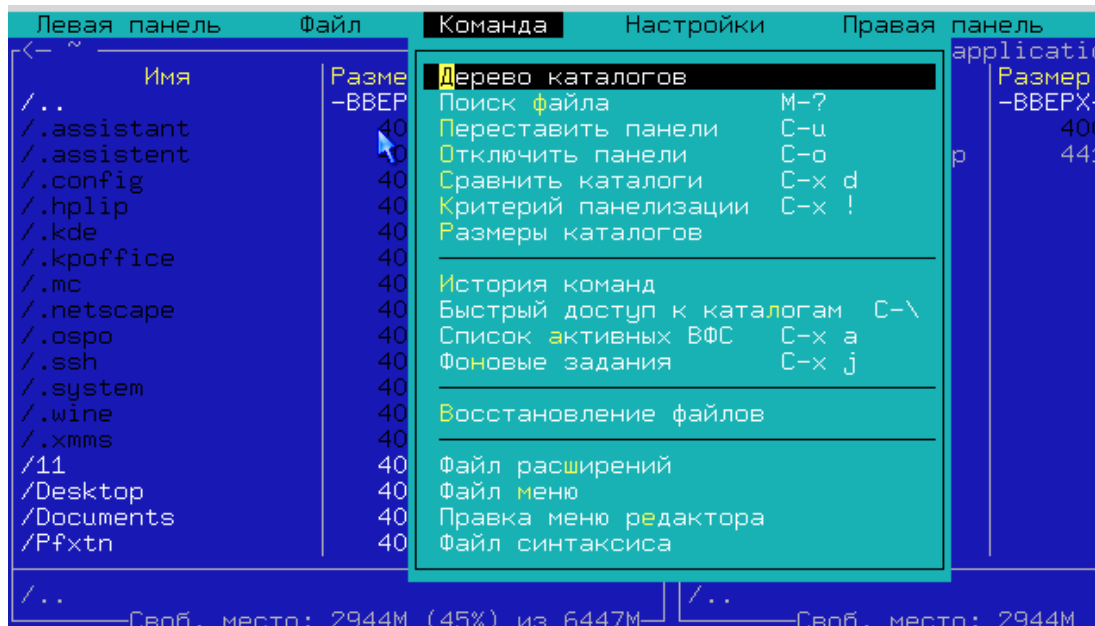 Левая панель Файл Команда Настройки Правая панель
<— ~
Имя Разме
/.. —ВВЕР
/.assistant 40
/.assistent 40
/.config 40
/.hplip 40
/.kde 40
/.kpoffice 40
/.mc 40
/.netscape 40
/.ospo 40
/.ssh 40
/.system 40
/.wine 40
/.xmms 40
/11 40
/Desktop 40
/Documents 40
/Pfxtn 40
/..
Своб. место: 2944M (45%) из 6447M
Дерево каталогов
Поиск файла M-?
Переставить панели C-u
Отключить панели C-o
Сравнить каталоги C-x d
Критерий панелизации C-x !
Размеры каталогов
История команд
Быстрый доступ к каталогам C-\
Список активных ВФС C-x a
Фоновые задания C-x j
Восстановление файлов
Файл расширений
Файл меню
Правка меню редактора
Файл синтаксиса
applicati
Размер
—ВВЕРХ-
400
р 441
/..
Своб. место: 2944M